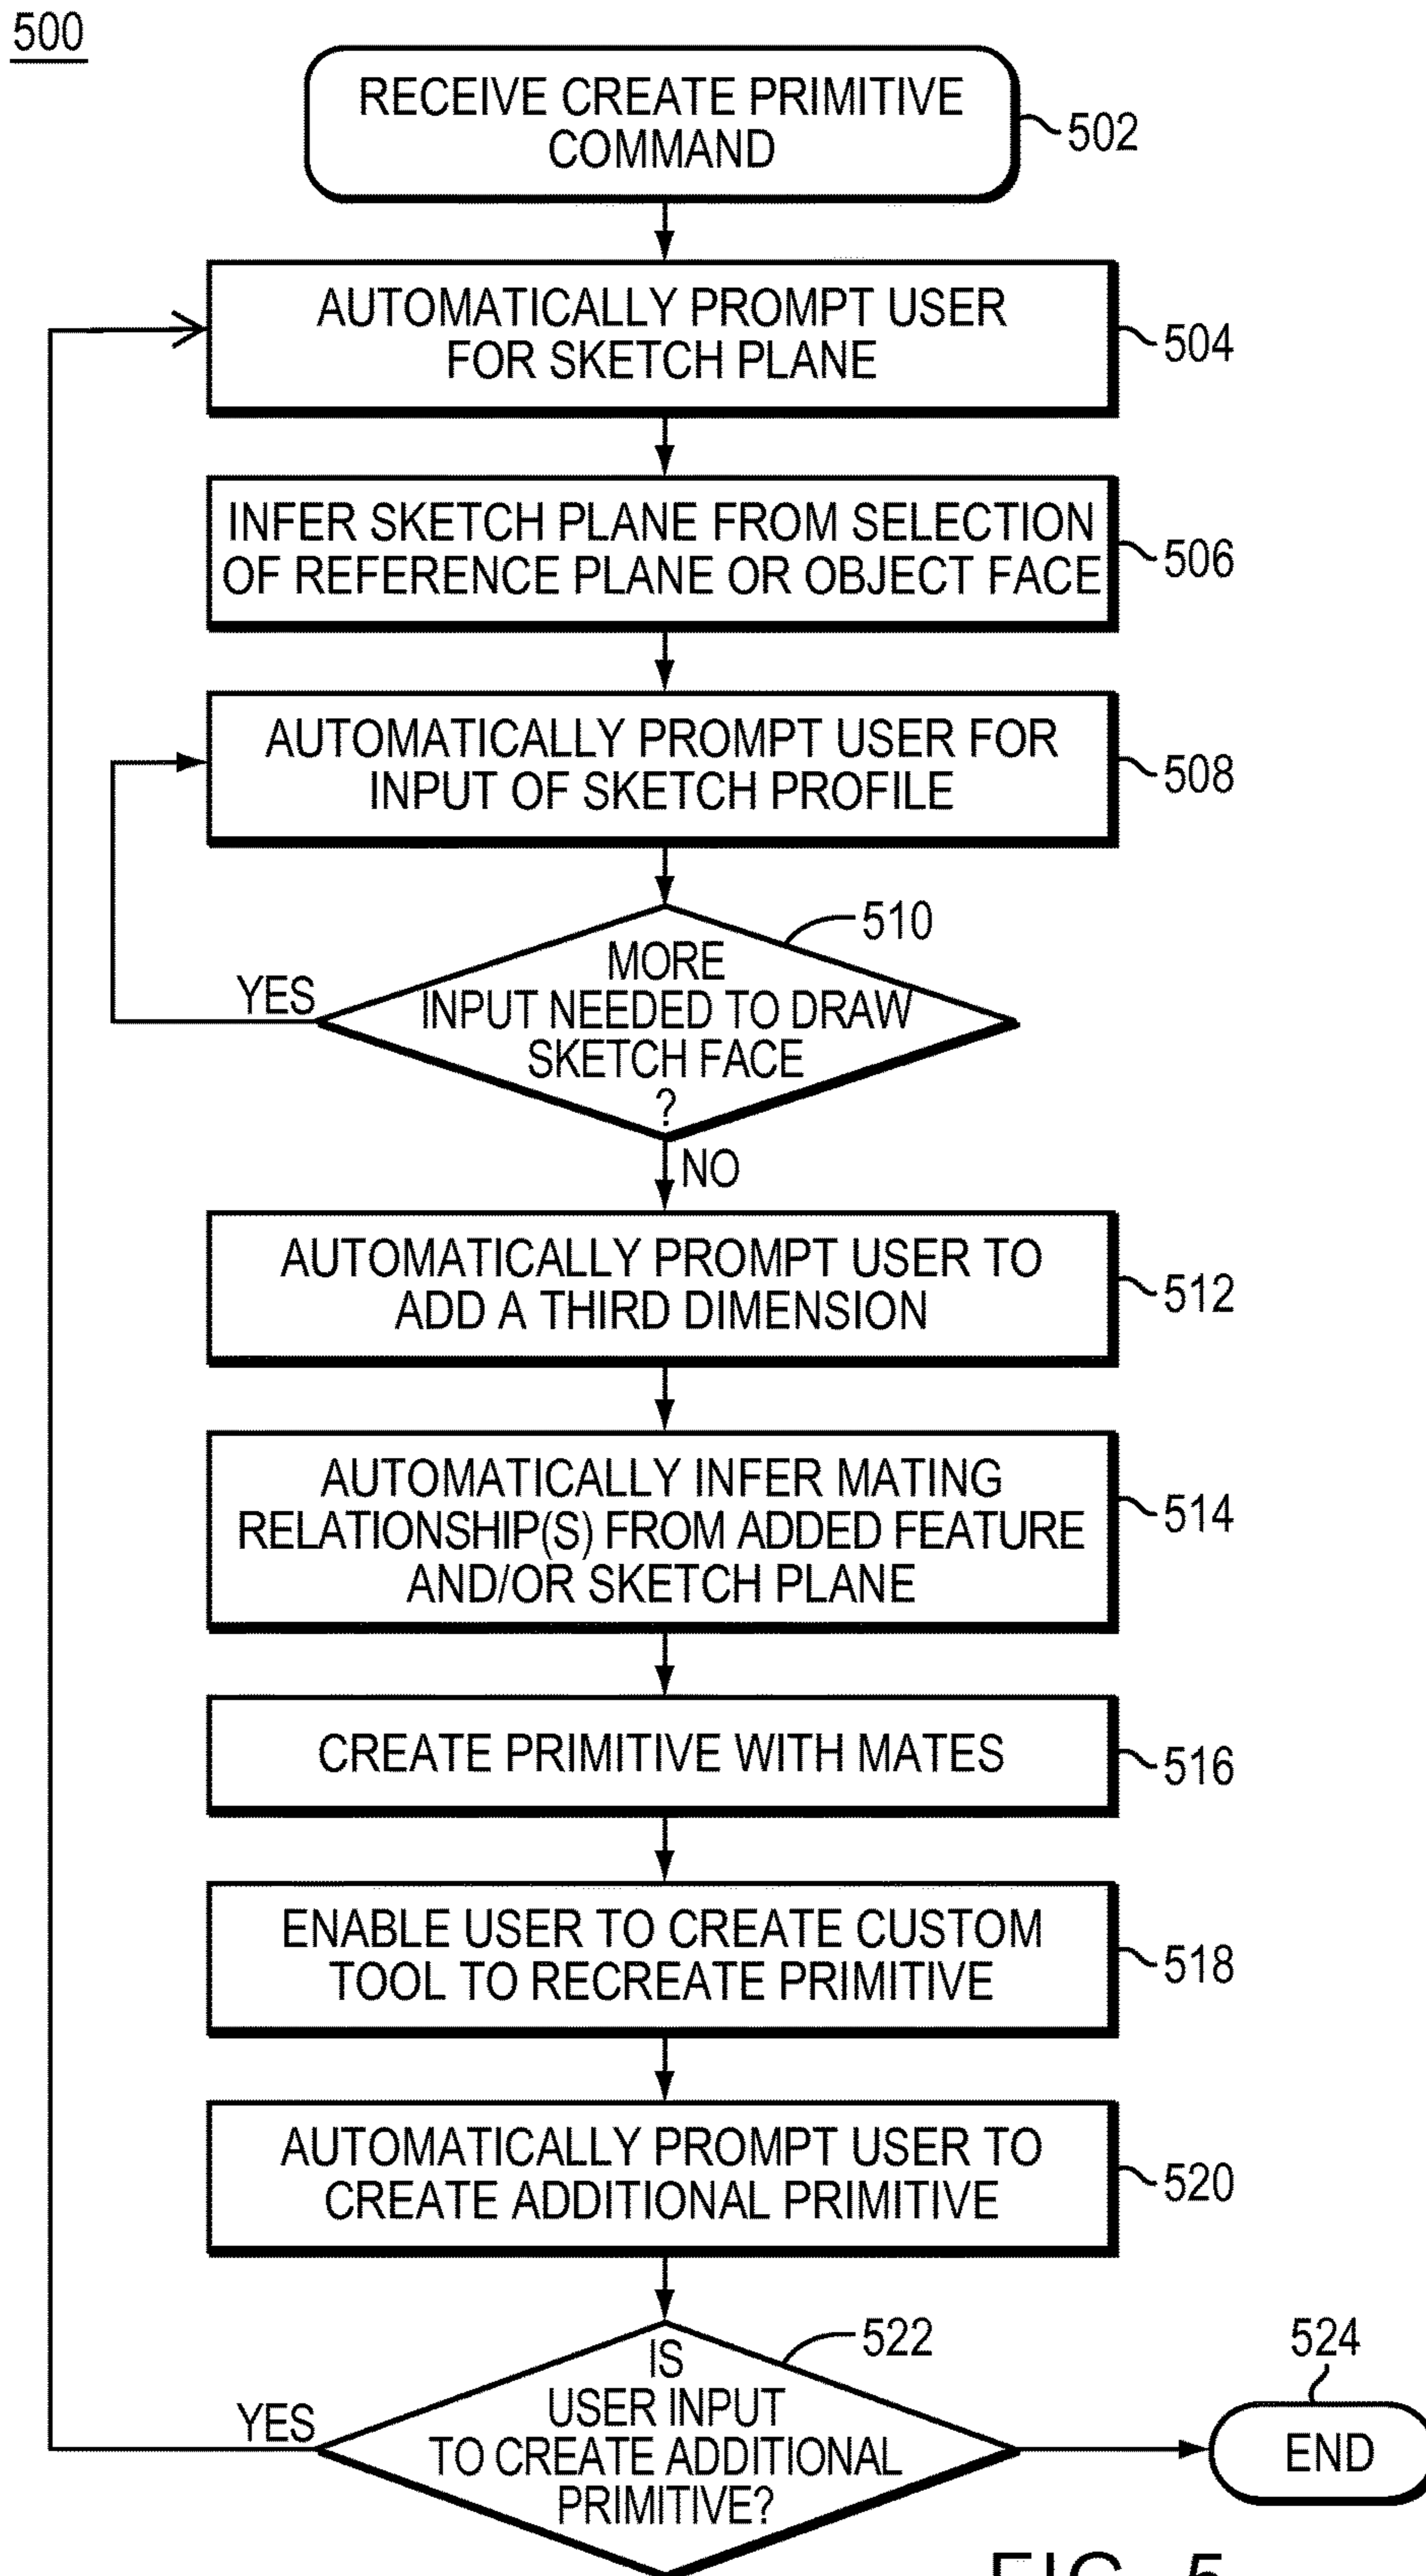 500
RECEIVE CREATE PRIMITIVE
COMMAND
502
AUTOMATICALLY PROMPT USER
FOR SKETCH PLANE
504
INFER SKETCH PLANE FROM SELECTION
OF REFERENCE PLANE OR OBJECT FACE
506
AUTOMATICALLY PROMPT USER FOR
INPUT OF SKETCH PROFILE
508
510
MORE
INPUT NEEDED TO DRAW
SKETCH FACE
?
YES
NO
AUTOMATICALLY PROMPT USER TO
ADD A THIRD DIMENSION
512
AUTOMATICALLY INFER MATING
RELATIONSHIP(S) FROM ADDED FEATURE
AND/OR SKETCH PLANE
514
CREATE PRIMITIVE WITH MATES
516
ENABLE USER TO CREATE CUSTOM
TOOL TO RECREATE PRIMITIVE
518
AUTOMATICALLY PROMPT USER TO
CREATE ADDITIONAL PRIMITIVE
520
522
IS
USER INPUT
TO CREATE ADDITIONAL
PRIMITIVE?
YES
524
END
FIG. 5